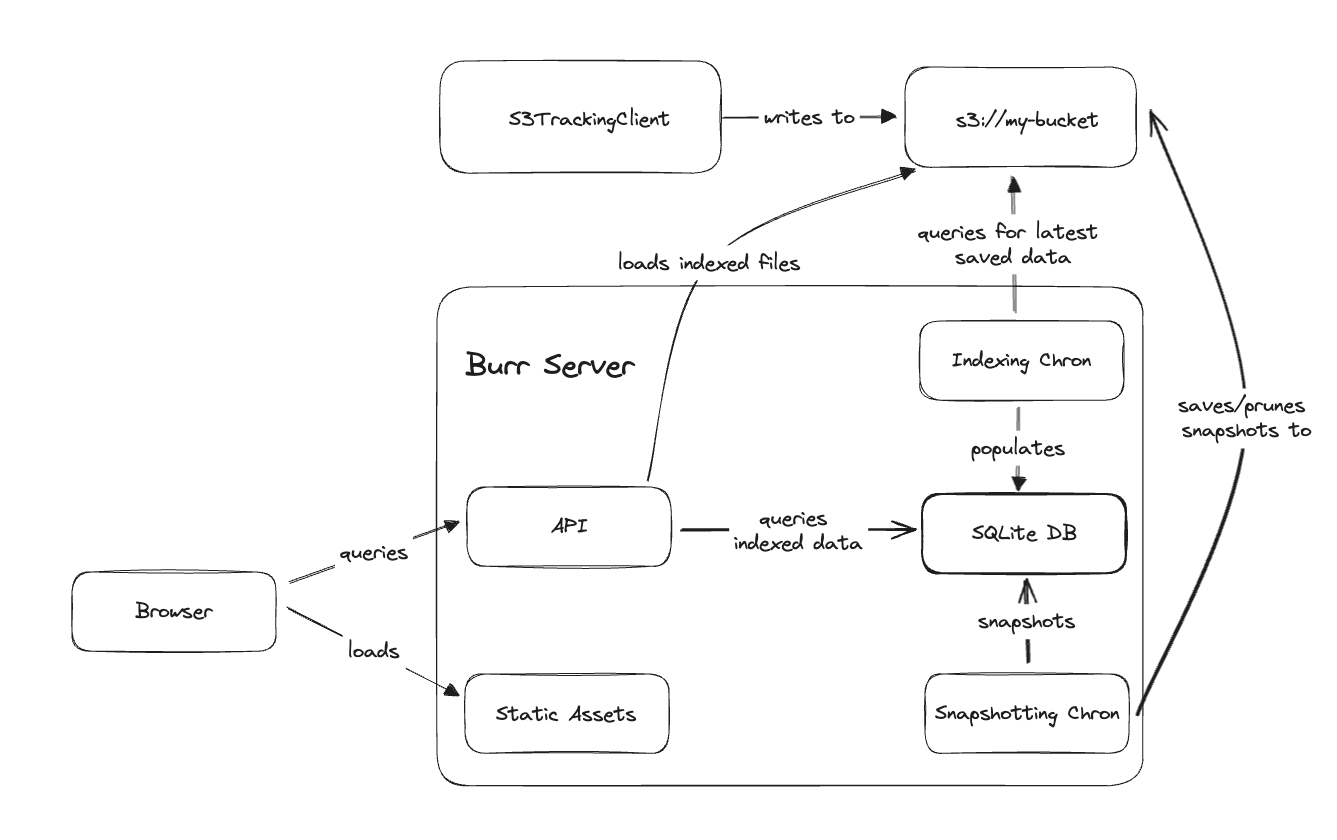 S3TrackingClient
writes to
s3://my-bucket
queries for latest
saved data
loads indexed files
Burr Server
Indexing Chron
saves/prunes
snapshots to
populates
API
queries
indexed data
SQLite DB
queries
Browser
snapshots
loads
Static Assets
Snapshotting Chron